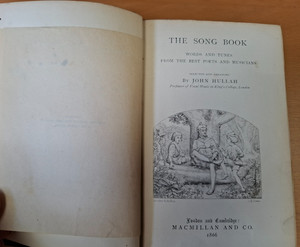 THE SONG BOOK
WORDS AND TUNES
FROM THE BEST POETS AND MUSICIANS
BY JOHN HULLAH
London and Cambridge:
MACMILLAN AND CO.
1866